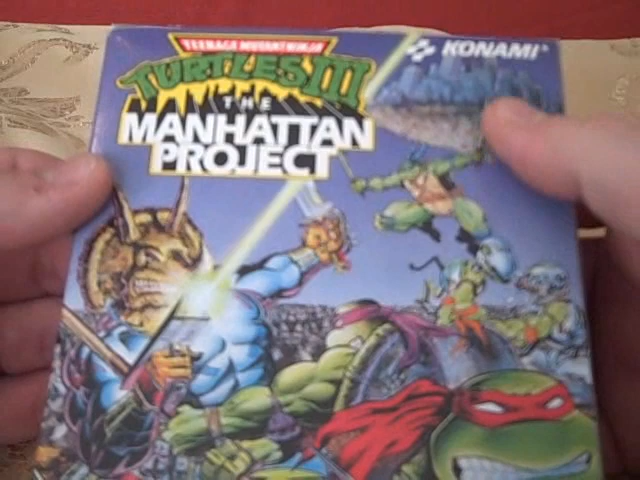 TEENAGE MUTANT NINJA
TURTLES III
THE
MANHATTAN
PROJECT
KONAMI®